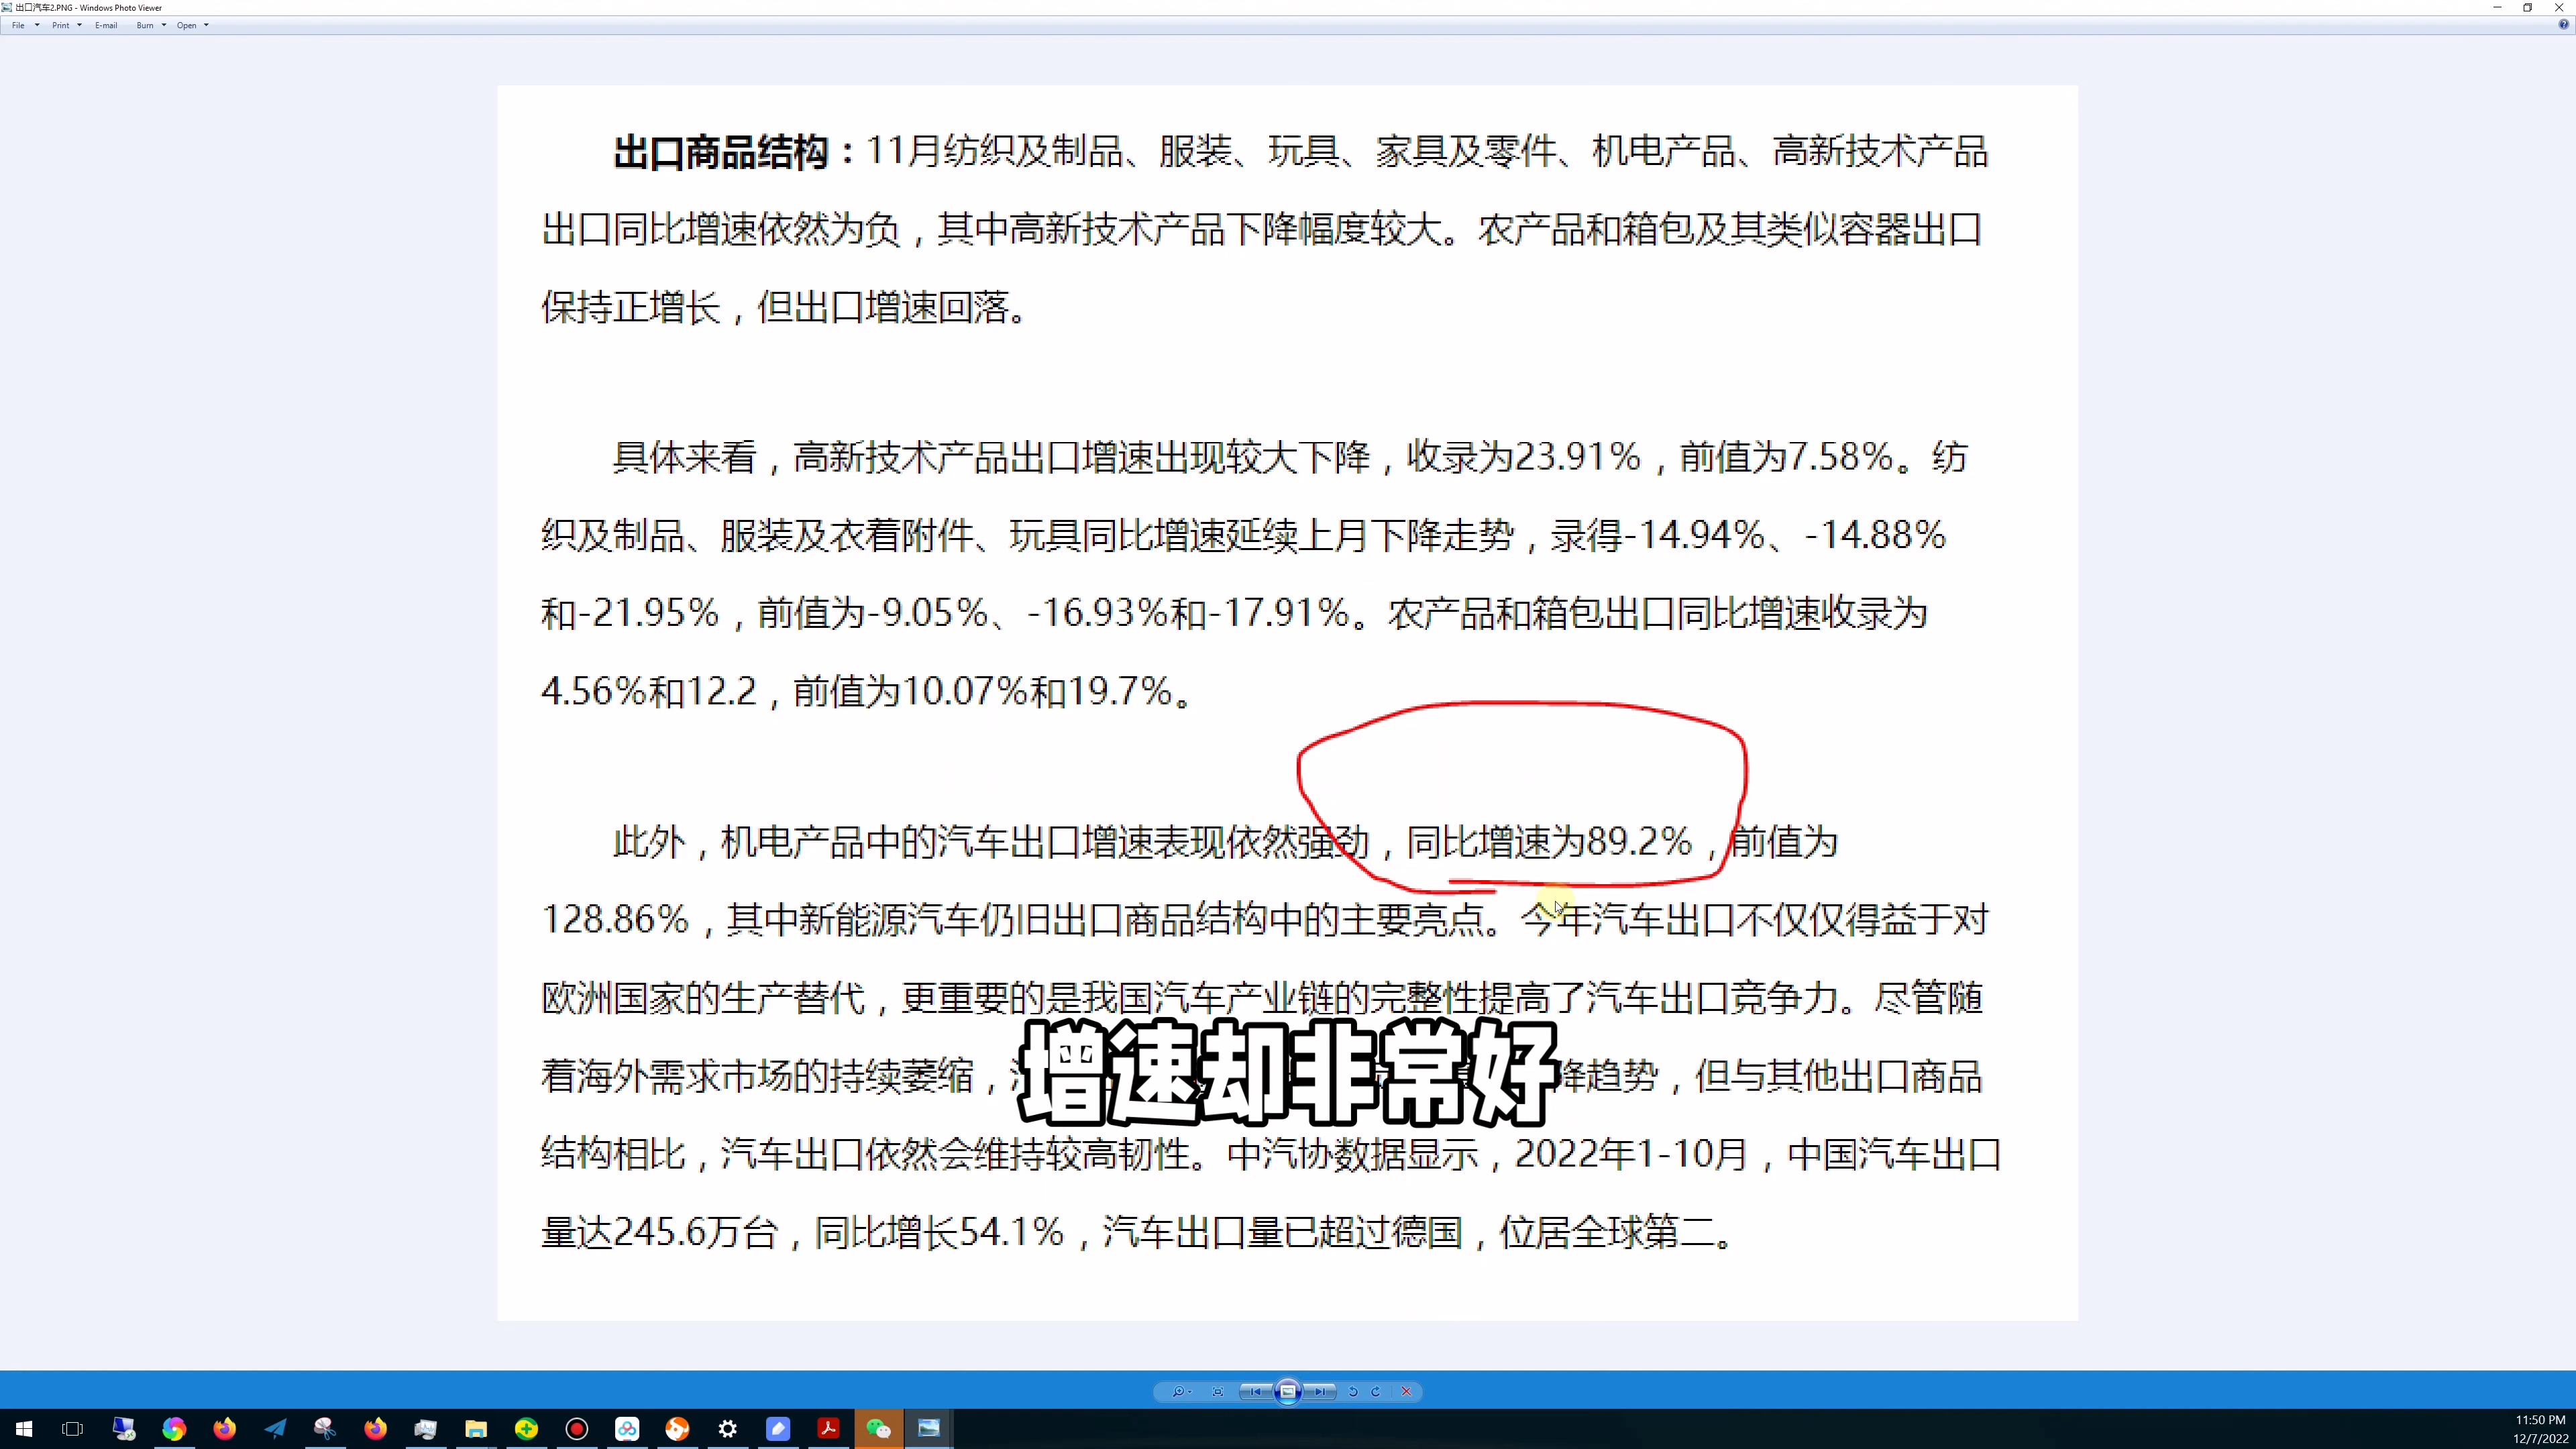 出口汽车2.PNG - Windows Photo Viewer
File Print E-mail Burn Open
出口商品结构：11月纺织及制品、服装、玩具、家具及零件、机电产品、高新技术产品
出口同比增速依然为负，其中高新技术产品下降幅度较大。农产品和箱包及其类似容器出口
保持正增长，但出口增速回落。
具体来看，高新技术产品出口增速出现较大下降，收录为23.91%，前值为7.58%。纺
织及制品、服装及衣着附件、玩具同比增速延续上月下降走势，录得-14.94%、-14.88%
和-21.95%，前值为-9.05%、-16.93%和-17.91%。农产品和箱包出口同比增速收录为
4.56%和12.2，前值为10.07%和19.7%。
此外，机电产品中的汽车出口增速表现依然强劲，同比增速为89.2%，前值为
128.86%，其中新能源汽车仍旧出口商品结构中的主要亮点。今年汽车出口不仅仅得益于对
欧洲国家的生产替代，更重要的是我国汽车产业链的完整性提高了汽车出口竞争力。尽管随
着海外需求市场的持续萎缩，降趋势，但与其他出口商品
增速却非常好
结构相比，汽车出口依然会维持较高韧性。中汽协数据显示，2022年1-10月，中国汽车出口
量达245.6万台，同比增长54.1%，汽车出口量已超过德国，位居全球第二。
11:50 PM
12/7/2022